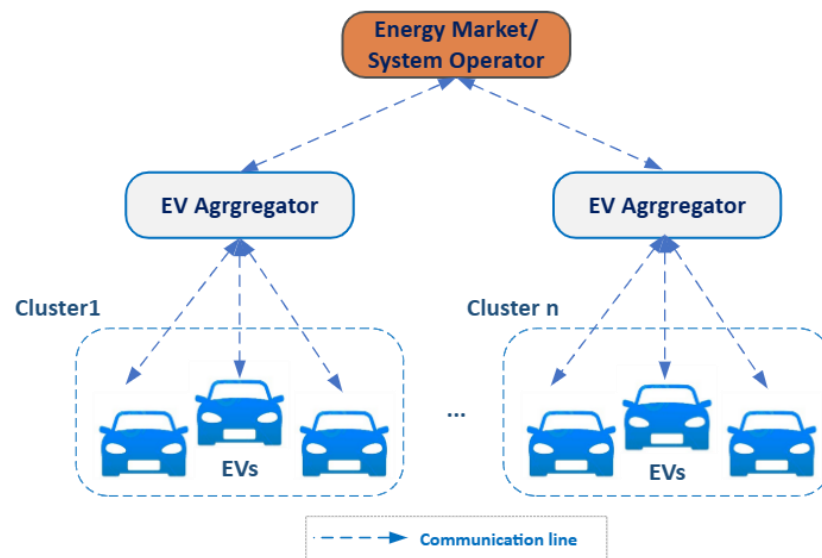 Energy Market/
System Operator
EV Agrgregator
EV Agrgregator
Cluster1
Cluster n
...
EVs
EVs
Communication line